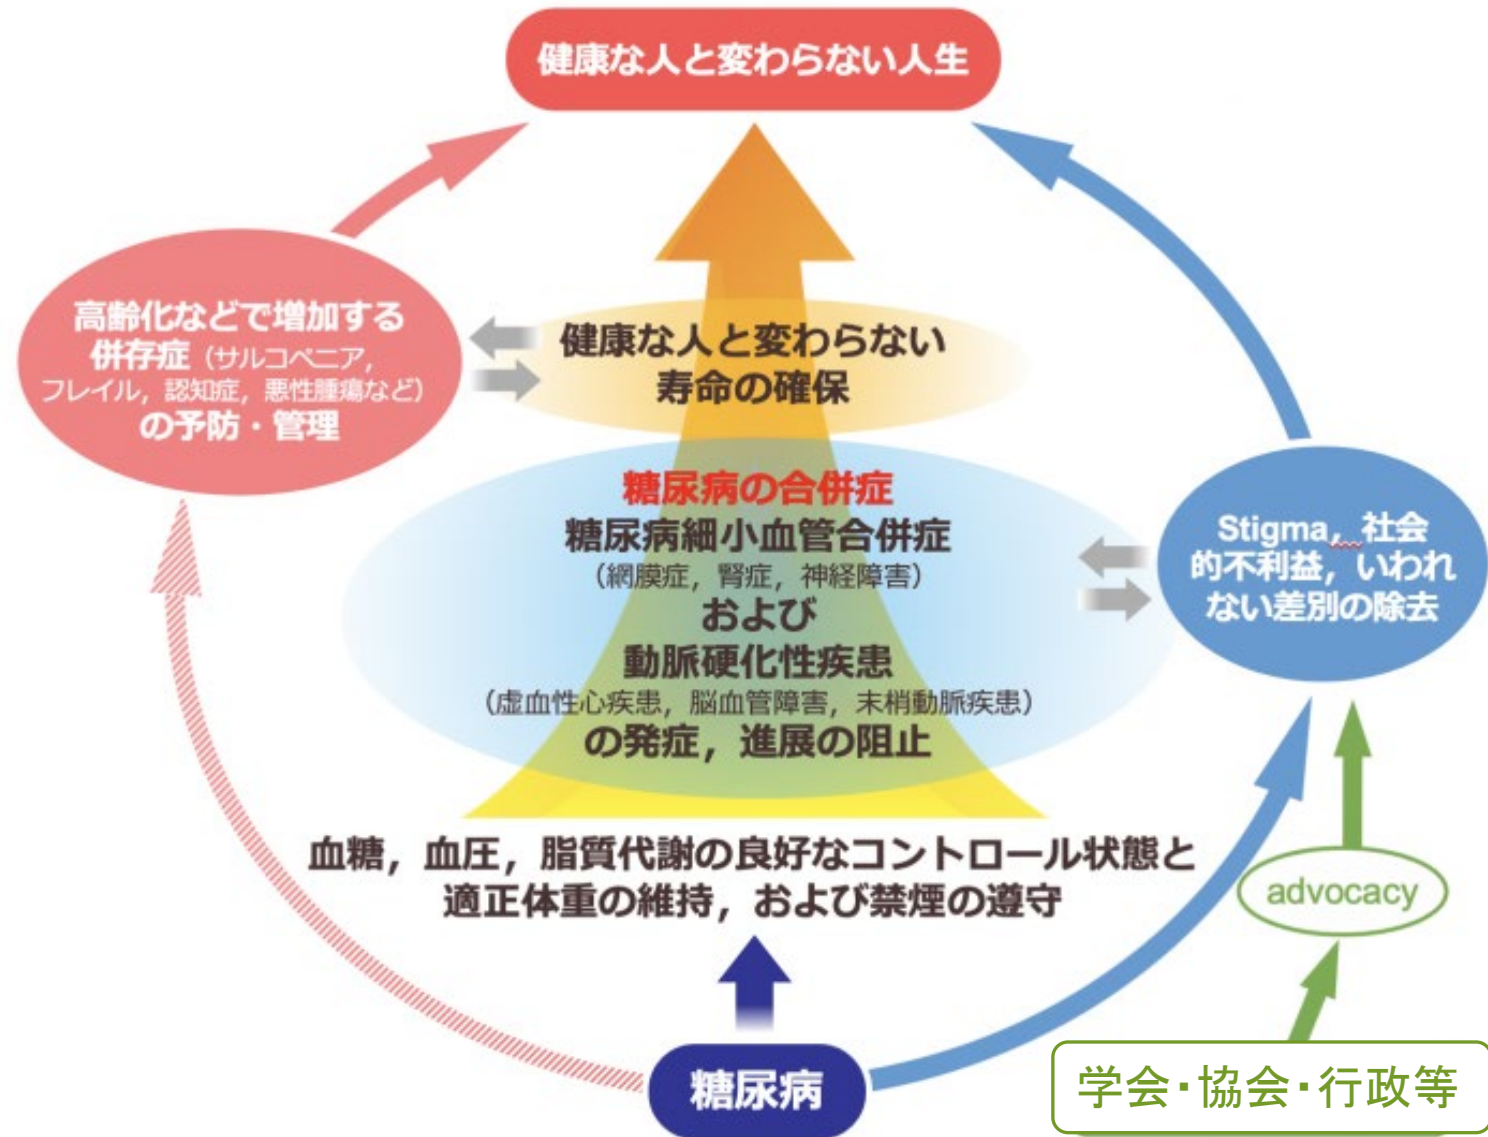 健康な人と変わらない人生
高齢化などで増加する
併存症（サルコペニア，
フレイル，認知症，悪性腫瘍など）
の予防・管理
健康な人と変わらない
寿命の確保
糖尿病の合併症
糖尿病細小血管合併症
（網膜症，腎症，神経障害）
および
動脈硬化性疾患
（虚血性心疾患，脳血管障害，末梢動脈疾患）
の発症，進展の阻止
Stigma，社会
的不利益，いわれ
ない差別の除去
血糖，血圧，脂質代謝の良好なコントロール状態と
適正体重の維持，および禁煙の遵守
advocacy
糖尿病
学会・協会・行政等